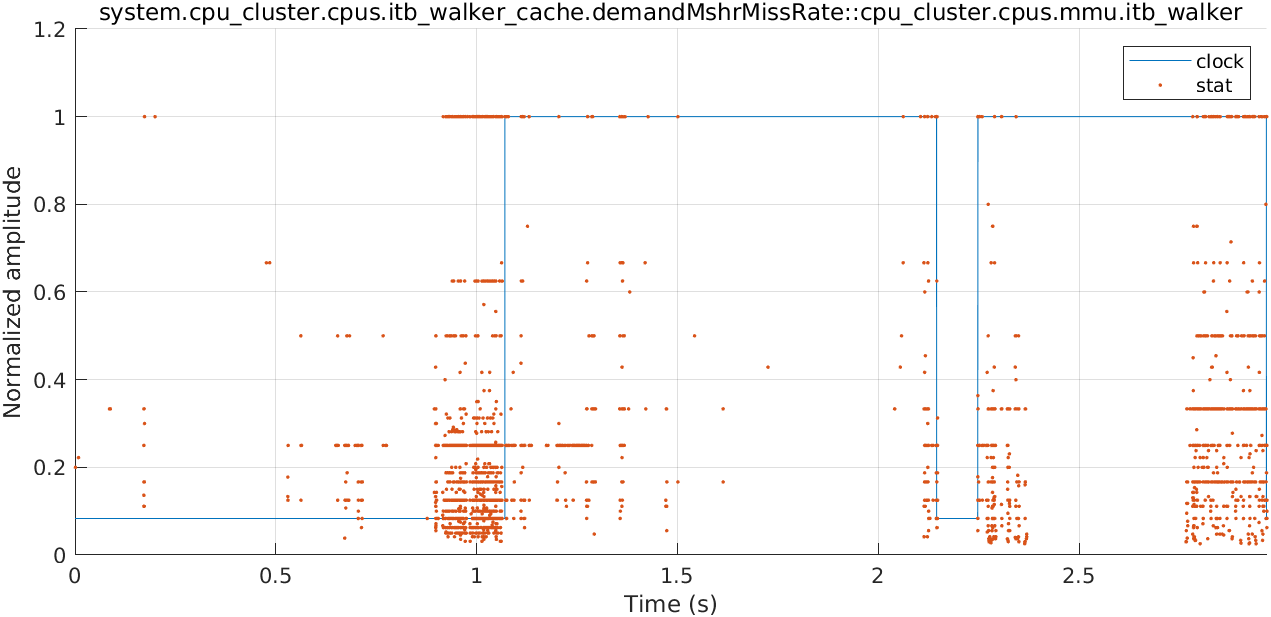 system.cpu_cluster.cpus.itb_walker_cache.demandMshrMissRate::cpu_cluster.cpus.mmu.itb_walker
1.2
clock
stat
1
0.8
0.6
0.4
0.2
0
Normalized amplitude
0
0.5
1
1.5
2
2.5
Time (s)